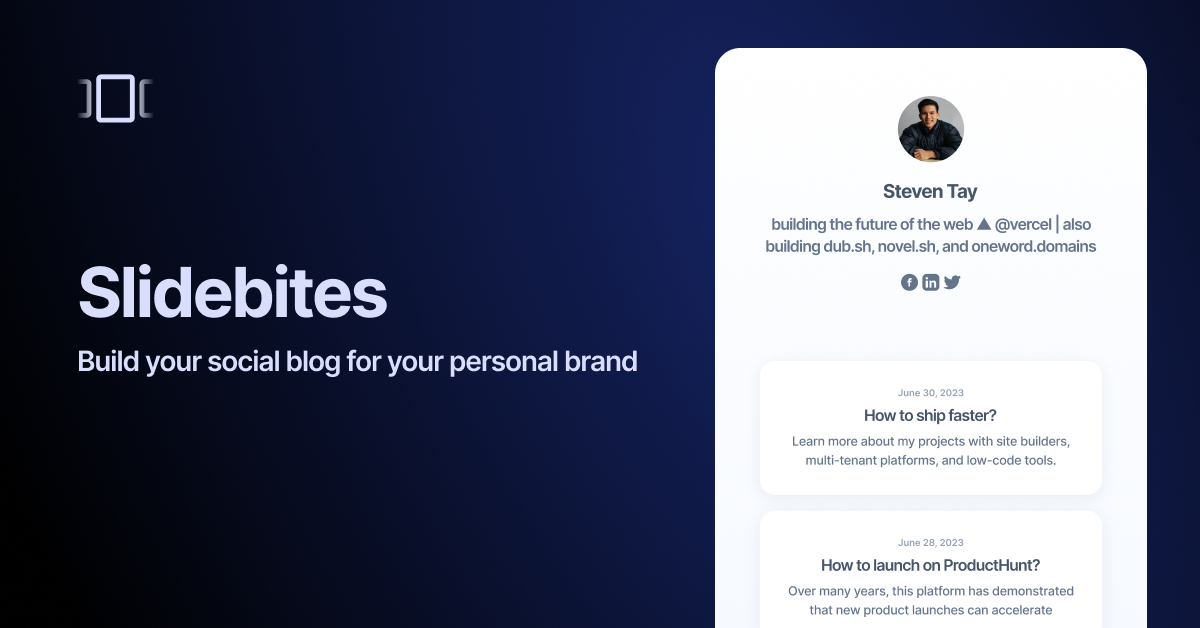 Slidebites
Build your social blog for your personal brand
Steven Tay
building the future of the web ▲ @vercel | also
building dub.sh, novel.sh, and oneword.domains
June 30, 2023
How to ship faster?
Learn more about my projects with site builders,
multi-tenant platforms, and low-code tools.
June 28, 2023
How to launch on ProductHunt?
Over many years, this platform has demonstrated
that new product launches can accelerate